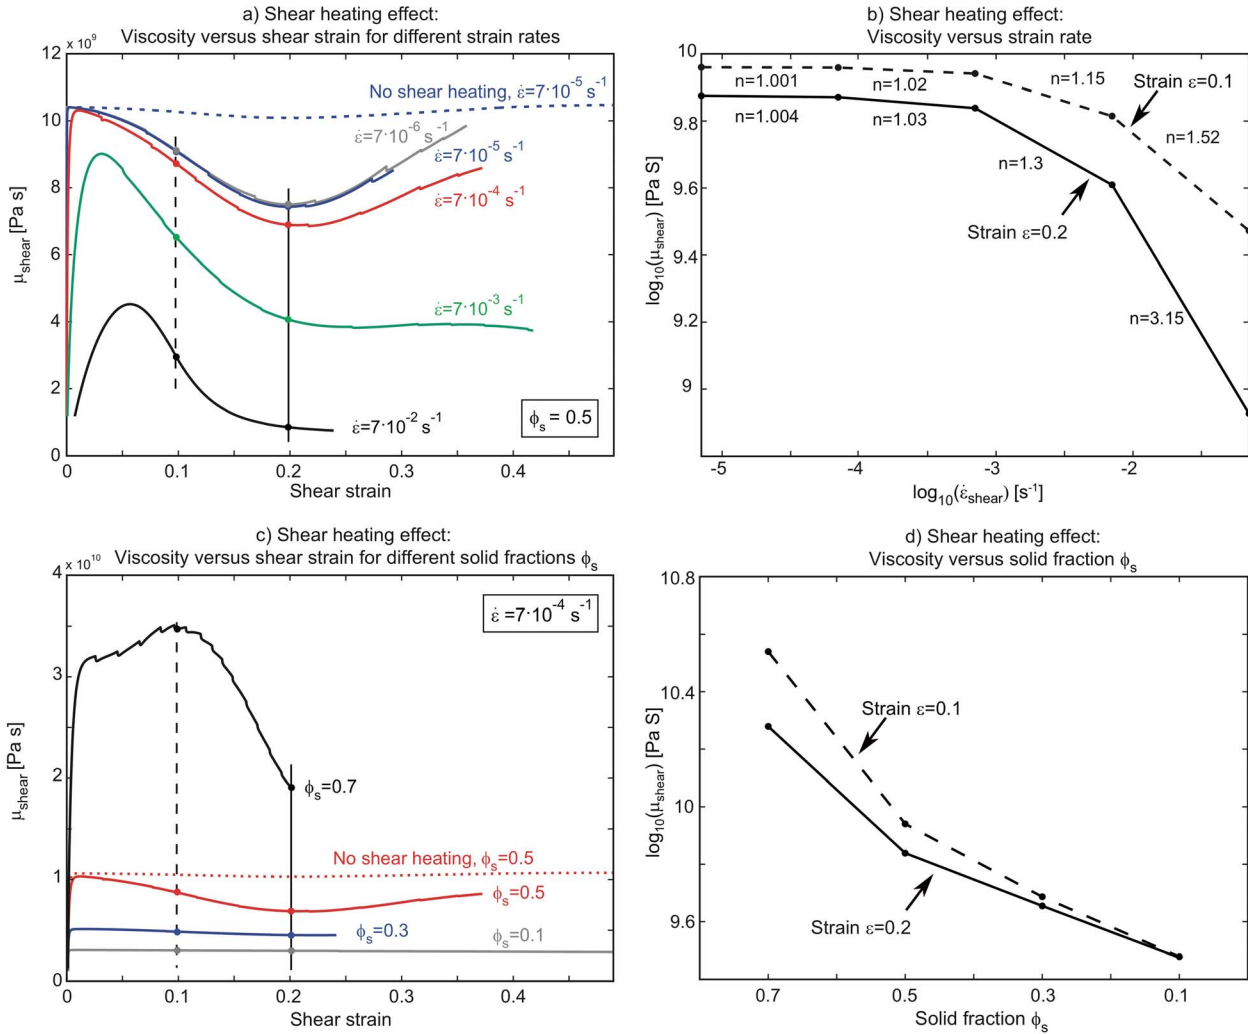 a) Shear heating effect:
Viscosity versus shear strain for different strain rates
x 10⁹
12
10
8
6
4
2
0
μshear [Pa s]
No shear heating, ε̇=7·10⁻⁵ s⁻¹
ε̇=7·10⁻⁶ s⁻¹
ε̇=7·10⁻⁵ s⁻¹
ε̇=7·10⁻⁴ s⁻¹
ε̇=7·10⁻³ s⁻¹
ε̇=7·10⁻² s⁻¹
ϕₛ = 0.5
0 0.1 0.2 0.3 0.4
Shear strain
b) Shear heating effect:
Viscosity versus strain rate
10
9.8
9.6
9.4
9.2
9
log₁₀(μshear) [Pa S]
n=1.001
n=1.02
n=1.15
Strain ε=0.1
n=1.004
n=1.03
n=1.52
n=1.3
Strain ε=0.2
n=3.15
-5 -4 -3 -2
log₁₀(ε̇shear) [s⁻¹]
c) Shear heating effect:
Viscosity versus shear strain for different solid fractions ϕₛ
x 10¹⁰
4
3
2
1
0
μshear [Pa s]
ε̇ =7·10⁻⁴ s⁻¹
ϕₛ=0.7
No shear heating, ϕₛ=0.5
ϕₛ=0.5
ϕₛ=0.3
ϕₛ=0.1
0 0.1 0.2 0.3 0.4
Shear strain
d) Shear heating effect:
Viscosity versus solid fraction ϕₛ
10.8
10.4
10
9.6
log₁₀(μshear) [Pa S]
Strain ε=0.1
Strain ε=0.2
0.7 0.5 0.3 0.1
Solid fraction ϕₛ